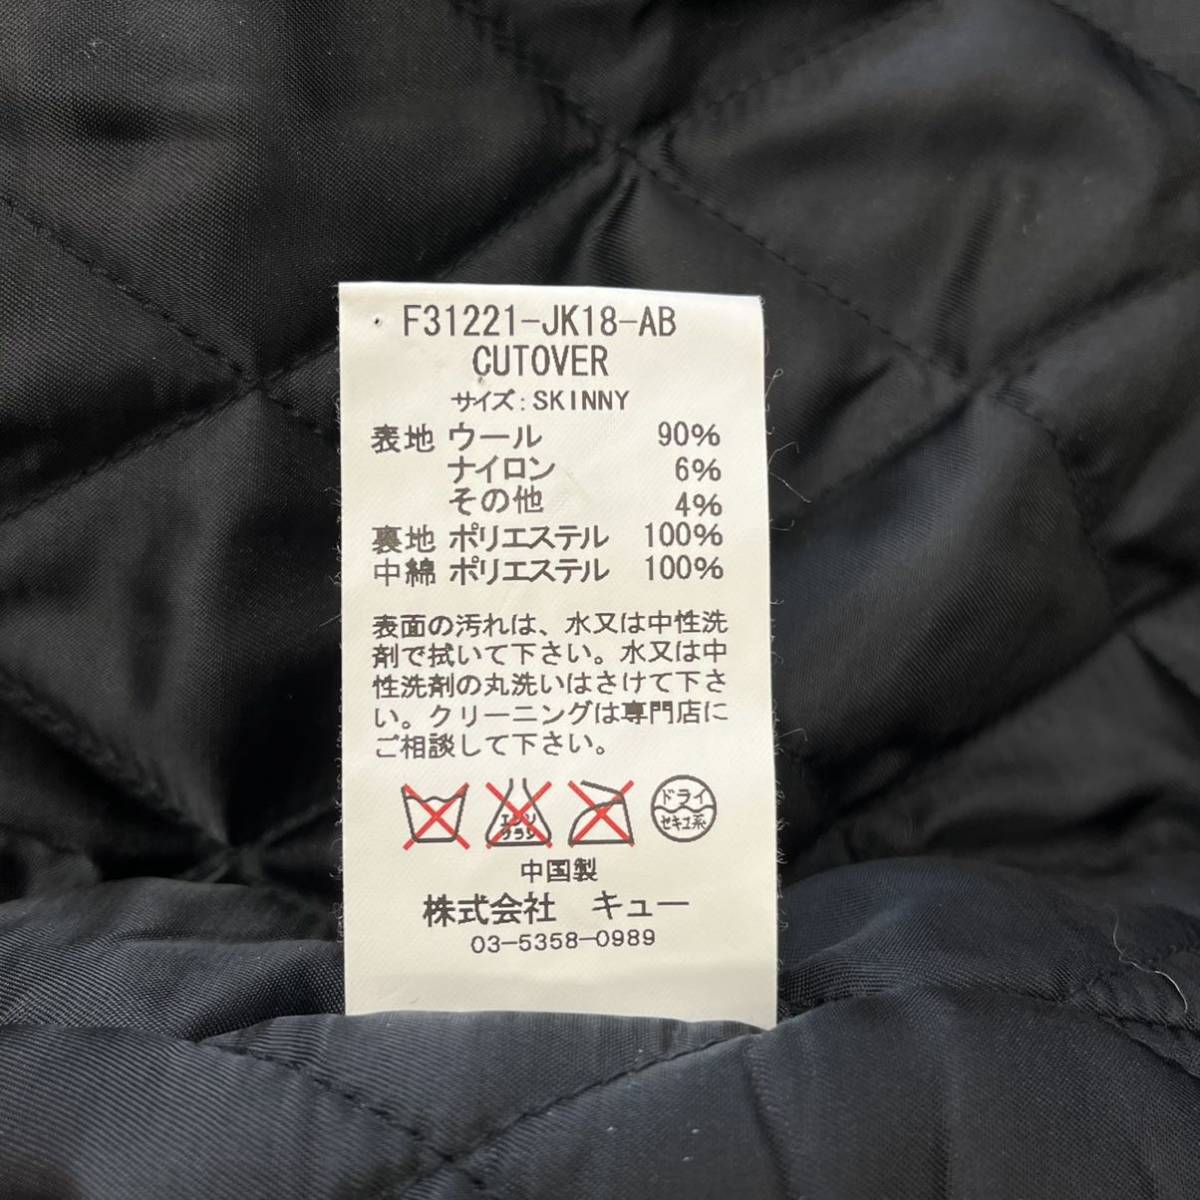 F31221-JK18-AB
CUTOVER
サイズ:SKINNY
表地 ウール 90%
ナイロン 6%
その他 4%
裏地 ポリエステル 100%
中綿 ポリエステル 100%
表面の汚れは、水又は中性洗
剤で拭いて下さい。水又は中
性洗剤の丸洗いはさけて下さ
い。クリーニングは専門店に
ご相談して下さい。
エンソ
サラシ
ドライ
セキユ系
中国製
株式会社 キュー
03-5358-0989